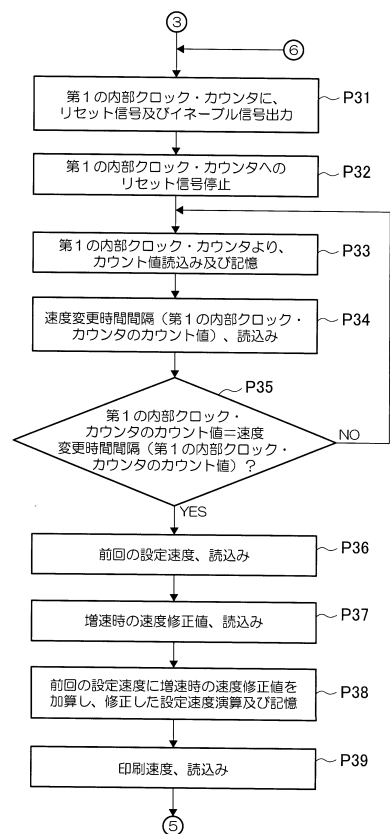 ③
⑥
第1の内部クロック・カウンタに、
リセット信号及びイネーブル信号出力
P31
第1の内部クロック・カウンタへの
リセット信号停止
P32
第1の内部クロック・カウンタより、
カウント値読込み及び記憶
P33
速度変更時間間隔（第1の内部クロック・
カウンタのカウント値）、読込み
P34
P35
第1の内部クロック・
カウンタのカウント値＝速度
変更時間間隔（第1の内部クロック・
カウンタのカウント値）？
NO
YES
前回の設定速度、読込み
P36
増速時の速度修正値、読込み
P37
前回の設定速度に増速時の速度修正値を
加算し、修正した設定速度演算及び記憶
P38
印刷速度、読込み
P39
⑤